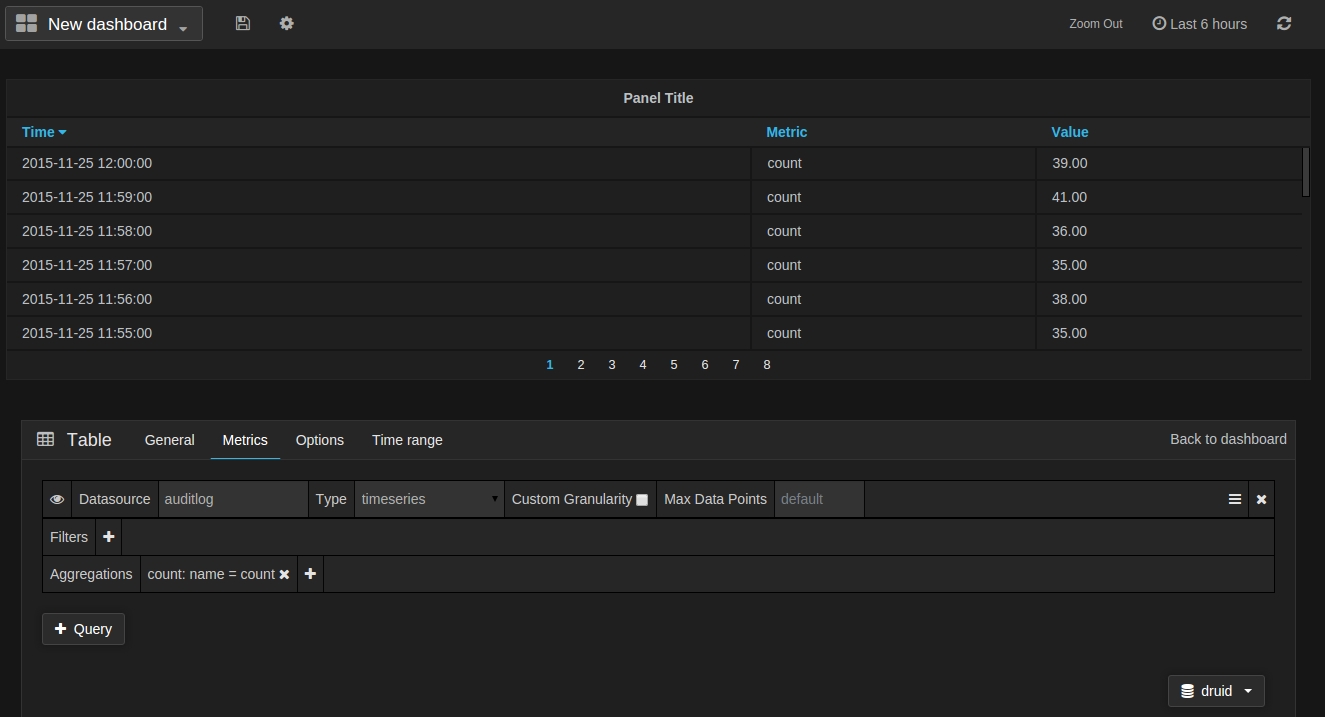 New dashboard Zoom Out Last 6 hours
Panel Title
Time Metric Value
2015-11-25 12:00:00 count 39.00
2015-11-25 11:59:00 count 41.00
2015-11-25 11:58:00 count 36.00
2015-11-25 11:57:00 count 35.00
2015-11-25 11:56:00 count 38.00
2015-11-25 11:55:00 count 35.00
1 2 3 4 5 6 7 8
Table General Metrics Options Time range Back to dashboard
Datasource auditlog Type timeseries Custom Granularity Max Data Points default
Filters
Aggregations count: name = count
Query
druid